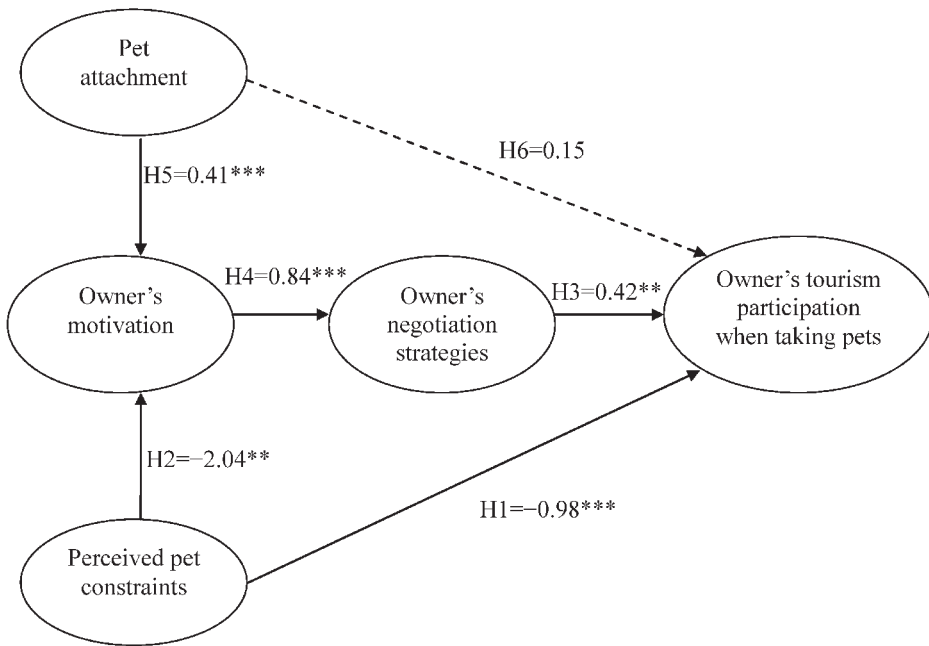 Pet
attachment
H6=0.15
H5=0.41***
Owner’s
motivation
H4=0.84***
Owner’s
negotiation
strategies
H3=0.42**
Owner’s tourism
participation
when taking pets
H2=−2.04**
H1=−0.98***
Perceived pet
constraints